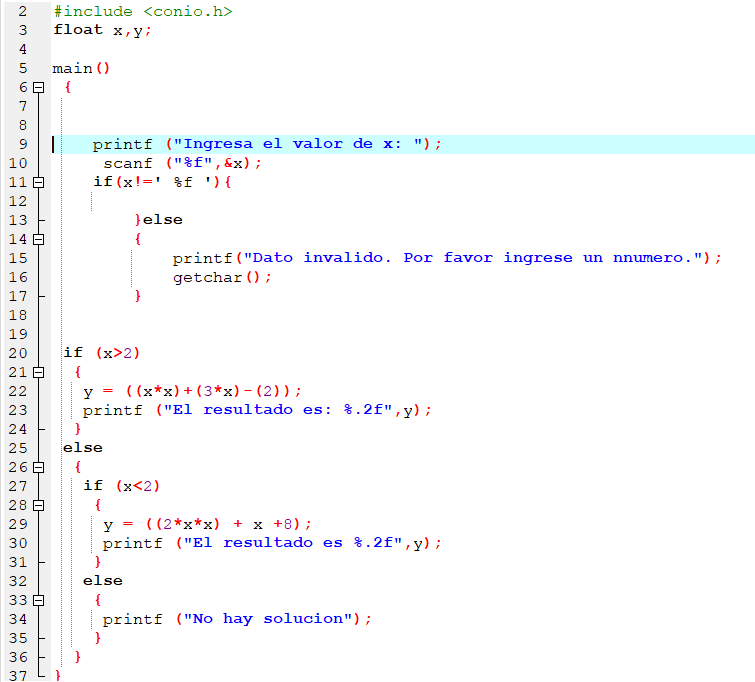 2 #include <conio.h>
3 float x,y;
4
5 main()
6 {
7
8
9 printf ("Ingresa el valor de x: ");
10 scanf ("%f",&x);
11 if(x!=' %f '){
12
13 }else
14 {
15 printf("Dato invalido. Por favor ingrese un nnumero.");
16 getchar();
17 }
18
19
20 if (x>2)
21 {
22 y = ((x*x)+(3*x)-(2));
23 printf ("El resultado es: %.2f",y);
24 }
25 else
26 {
27 if (x<2)
28 {
29 y = ((2*x*x) + x +8);
30 printf ("El resultado es %.2f",y);
31 }
32 else
33 {
34 printf ("No hay solucion");
35 }
36 }
37 }